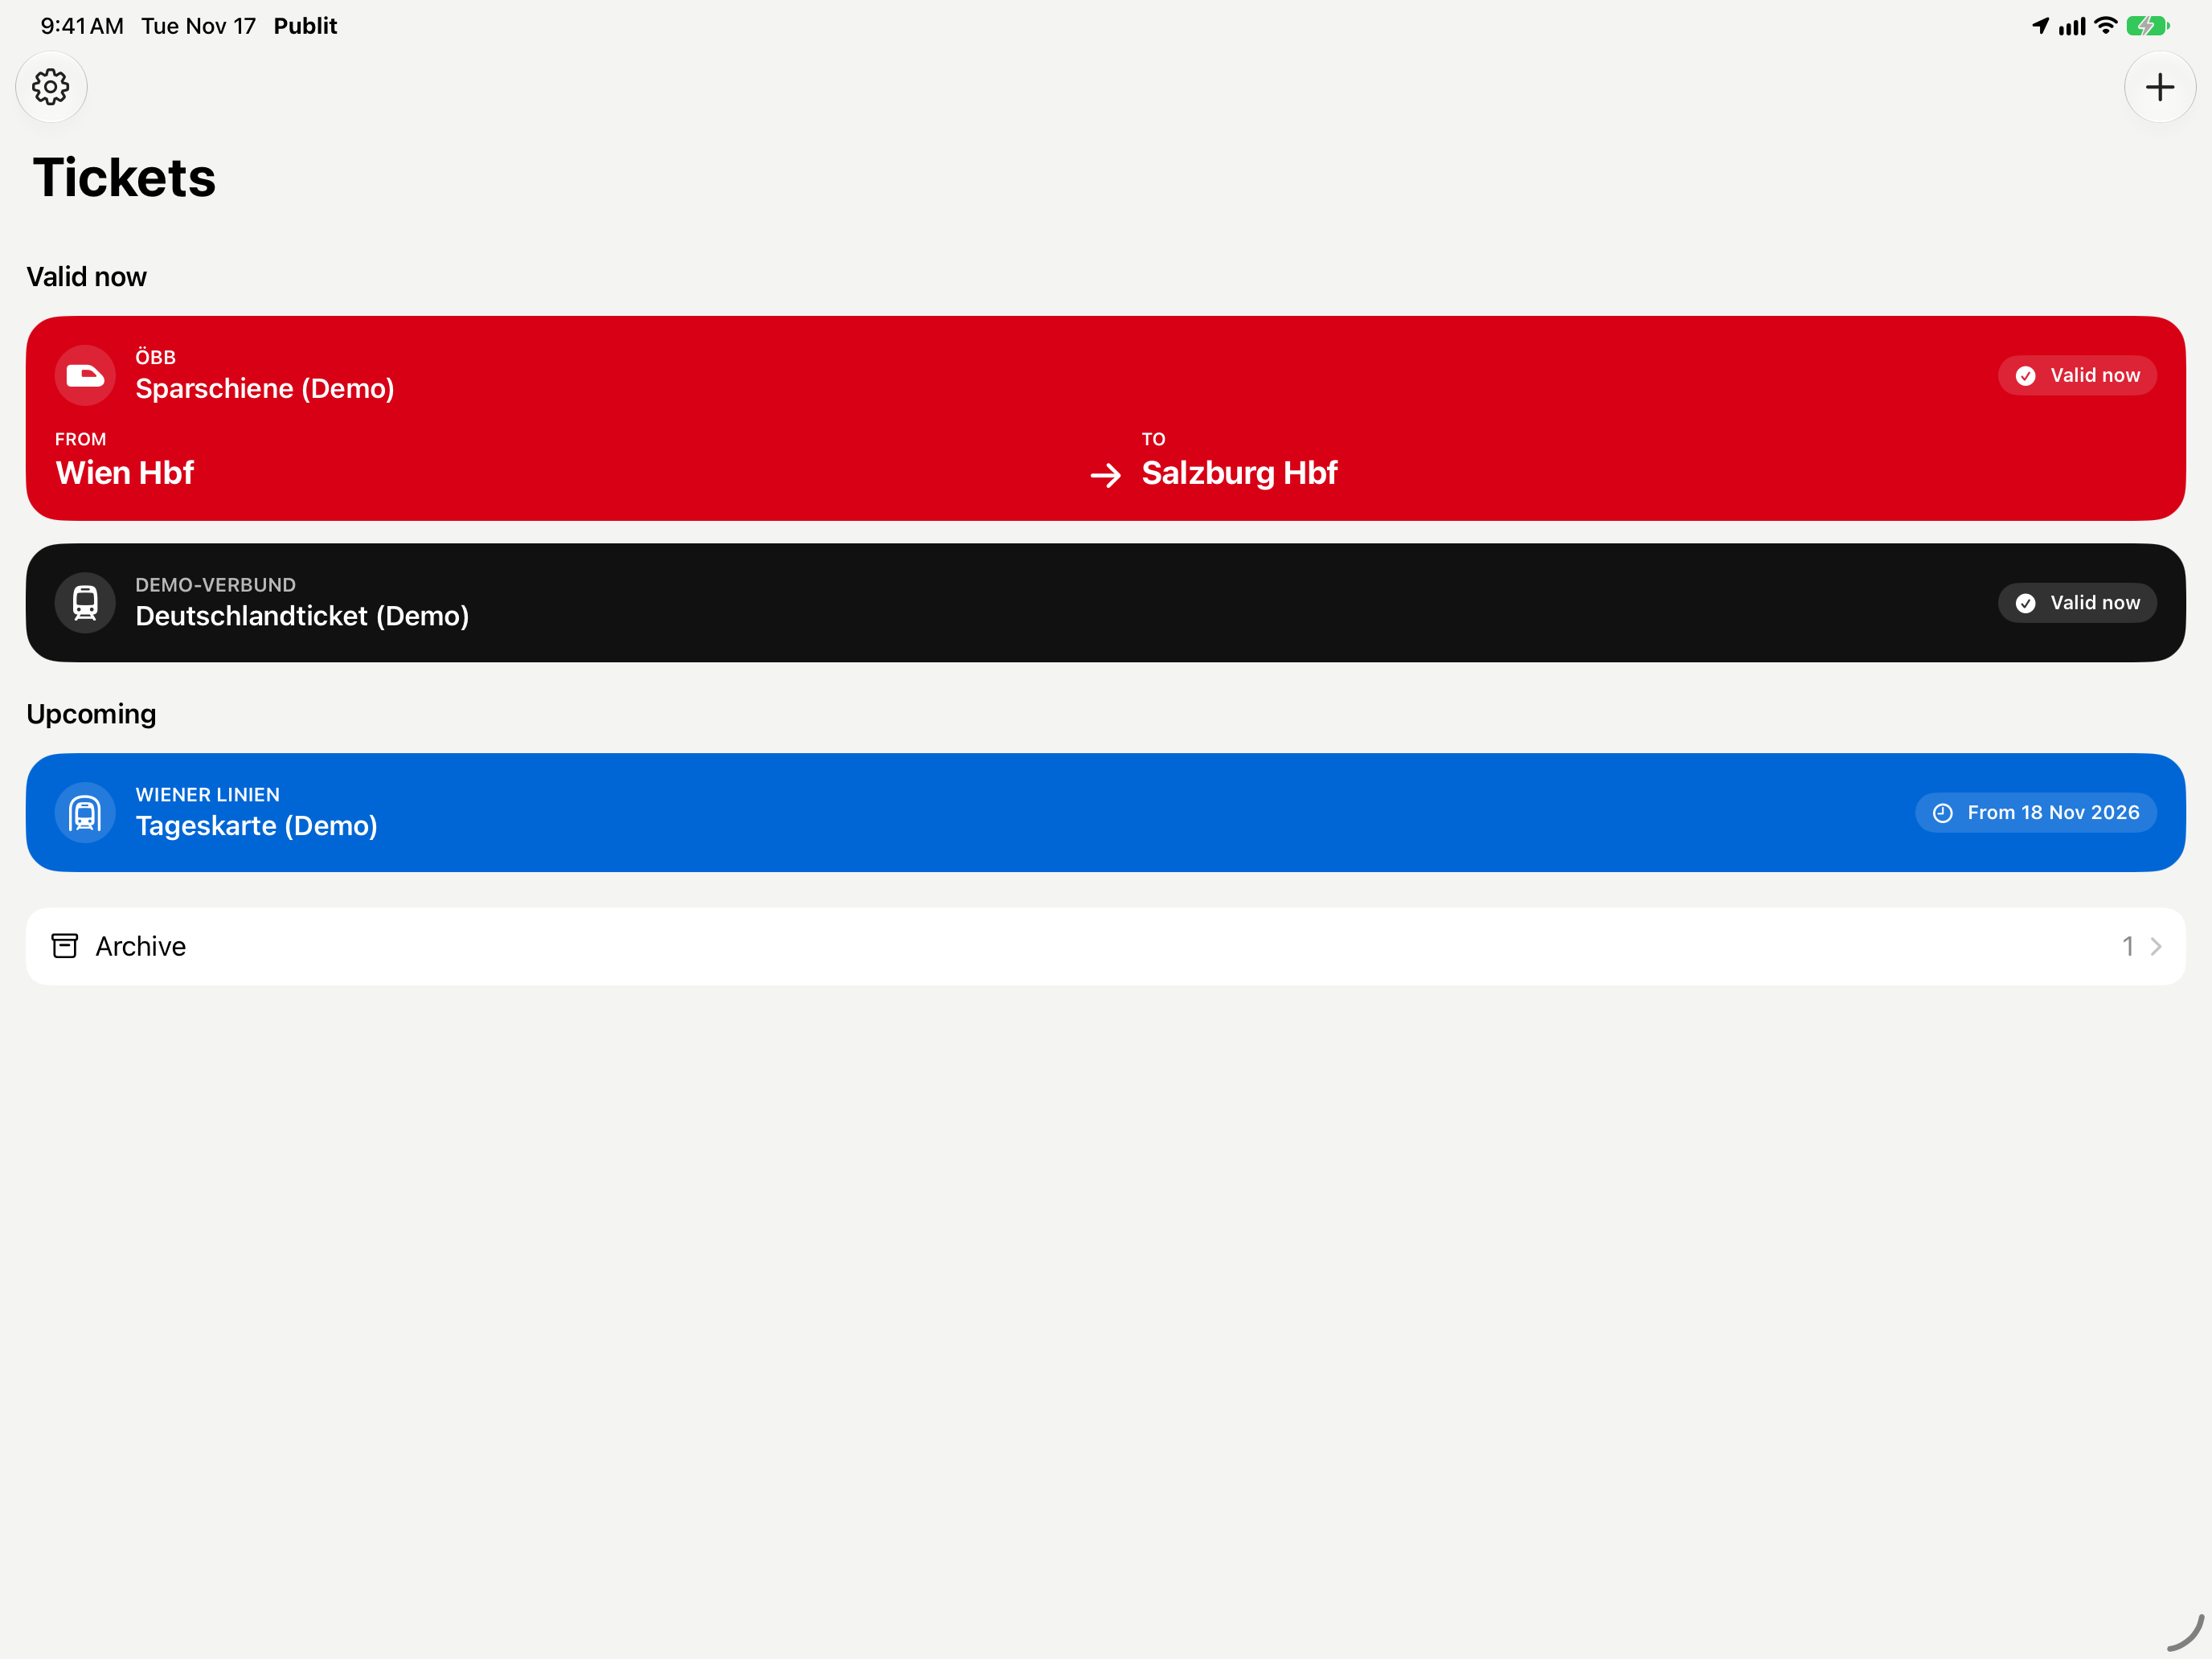 9:41 AM Tue Nov 17 Publit
Tickets
Valid now
ÖBB
Sparschiene (Demo)
Valid now
FROM
Wien Hbf
TO
Salzburg Hbf
DEMO-VERBUND
Deutschlandticket (Demo)
Valid now
Upcoming
WIENER LINIEN
Tageskarte (Demo)
From 18 Nov 2026
Archive
1